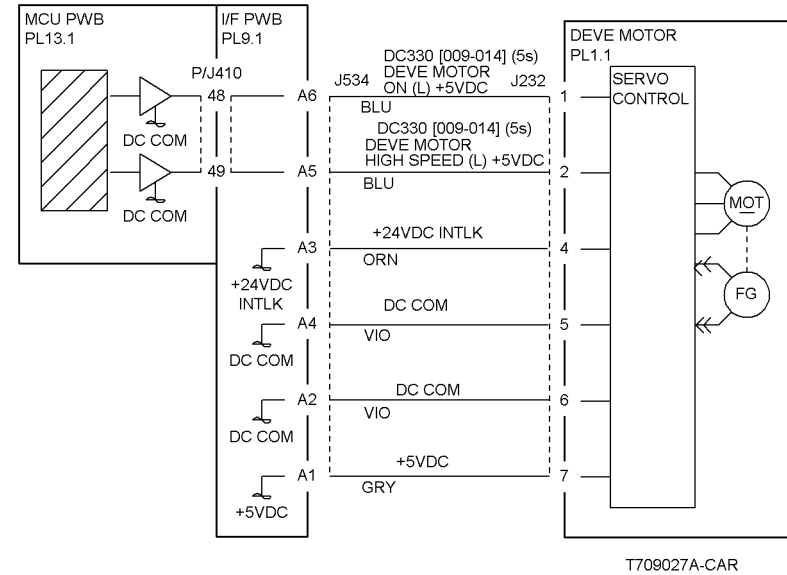 MCU PWB
PL13.1
I/F PWB
PL9.1
DEVE MOTOR
PL1.1
P/J410
J534
DC330 [009-014] (5s)
DEVE MOTOR
ON (L) +5VDC
J232
SERVO
CONTROL
48
A6
BLU
1
DC COM
DC330 [009-014] (5s)
DEVE MOTOR
HIGH SPEED (L) +5VDC
49
A5
BLU
2
DC COM
MOT
+24VDC INTLK
A3
ORN
4
+24VDC
INTLK
FG
DC COM
A4
VIO
5
DC COM
DC COM
A2
VIO
6
DC COM
+5VDC
A1
GRY
7
+5VDC
T709027A-CAR